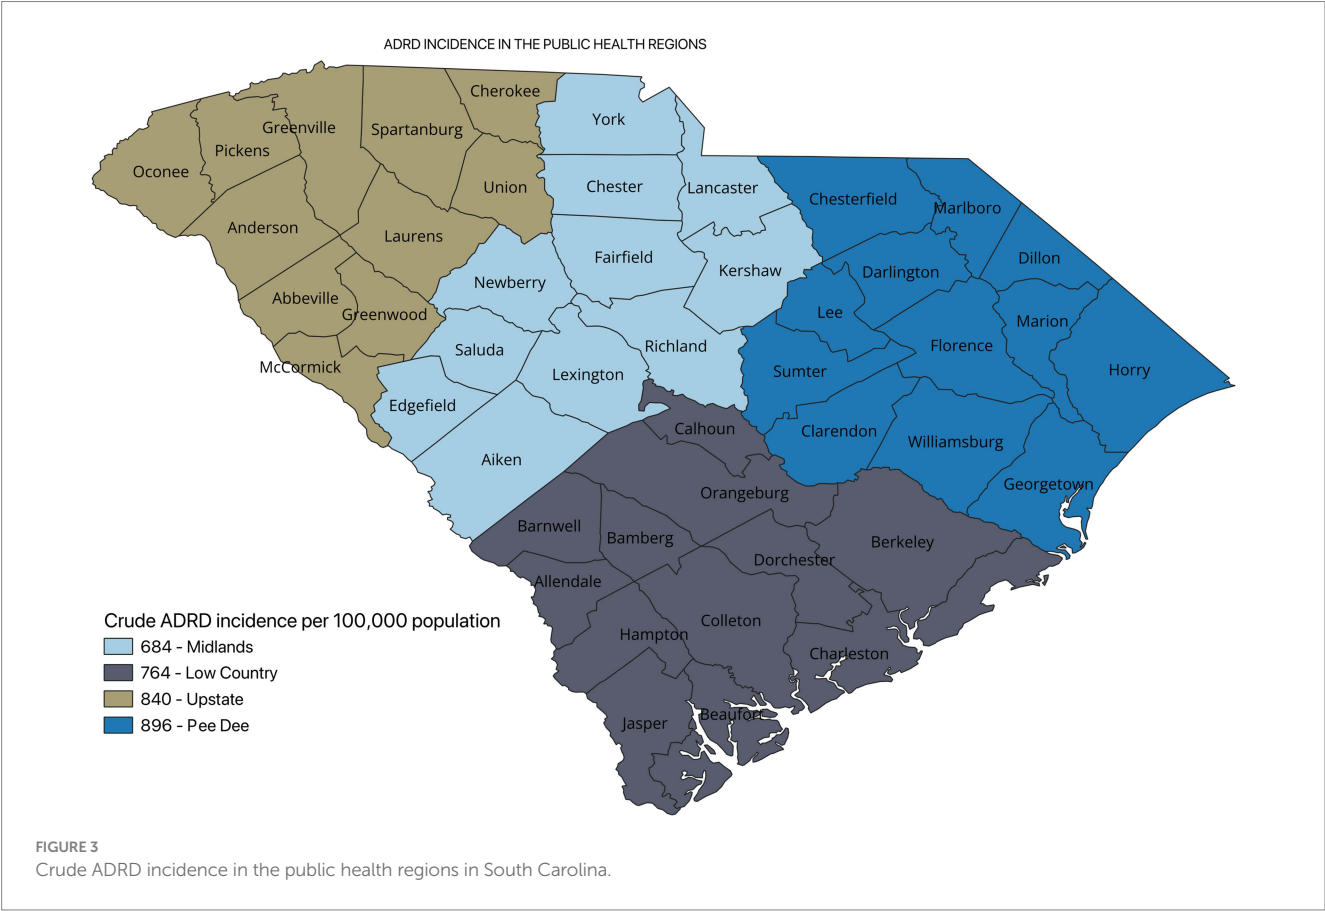 ADRD INCIDENCE IN THE PUBLIC HEALTH REGIONS
Cherokee
York
Greenville
Spartanburg
Pickens
Oconee
Union
Chester
Lancaster
Chesterfield
Marlboro
Anderson
Laurens
Fairfield
Kershaw
Darlington
Dillon
Newberry
Abbeville
Greenwood
Lee
Marion
Saluda
Richland
Florence
McCormick
Lexington
Sumter
Horry
Edgefield
Calhoun
Clarendon
Williamsburg
Aiken
Orangeburg
Georgetown
Barnwell
Bamberg
Berkeley
Dorchester
Allendale
Colleton
Hampton
Charleston
Jasper
Beaufort
Crude ADRD incidence per 100,000 population
684 - Midlands
764 - Low Country
840 - Upstate
896 - Pee Dee
FIGURE 3
Crude ADRD incidence in the public health regions in South Carolina.